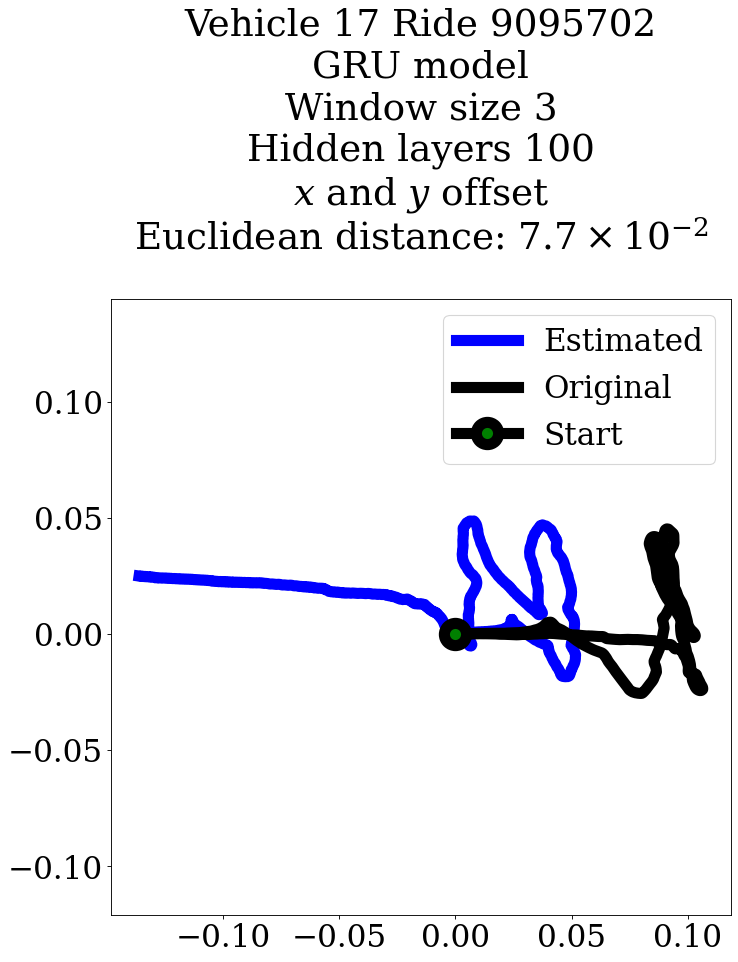 Vehicle 17 Ride 9095702
GRU model
Window size 3
Hidden layers 100
x and y offset
Euclidean distance: 7.7 × 10⁻²
Estimated
Original
Start
0.10
0.05
0.00
−0.05
−0.10
−0.10 −0.05 0.00 0.05 0.10